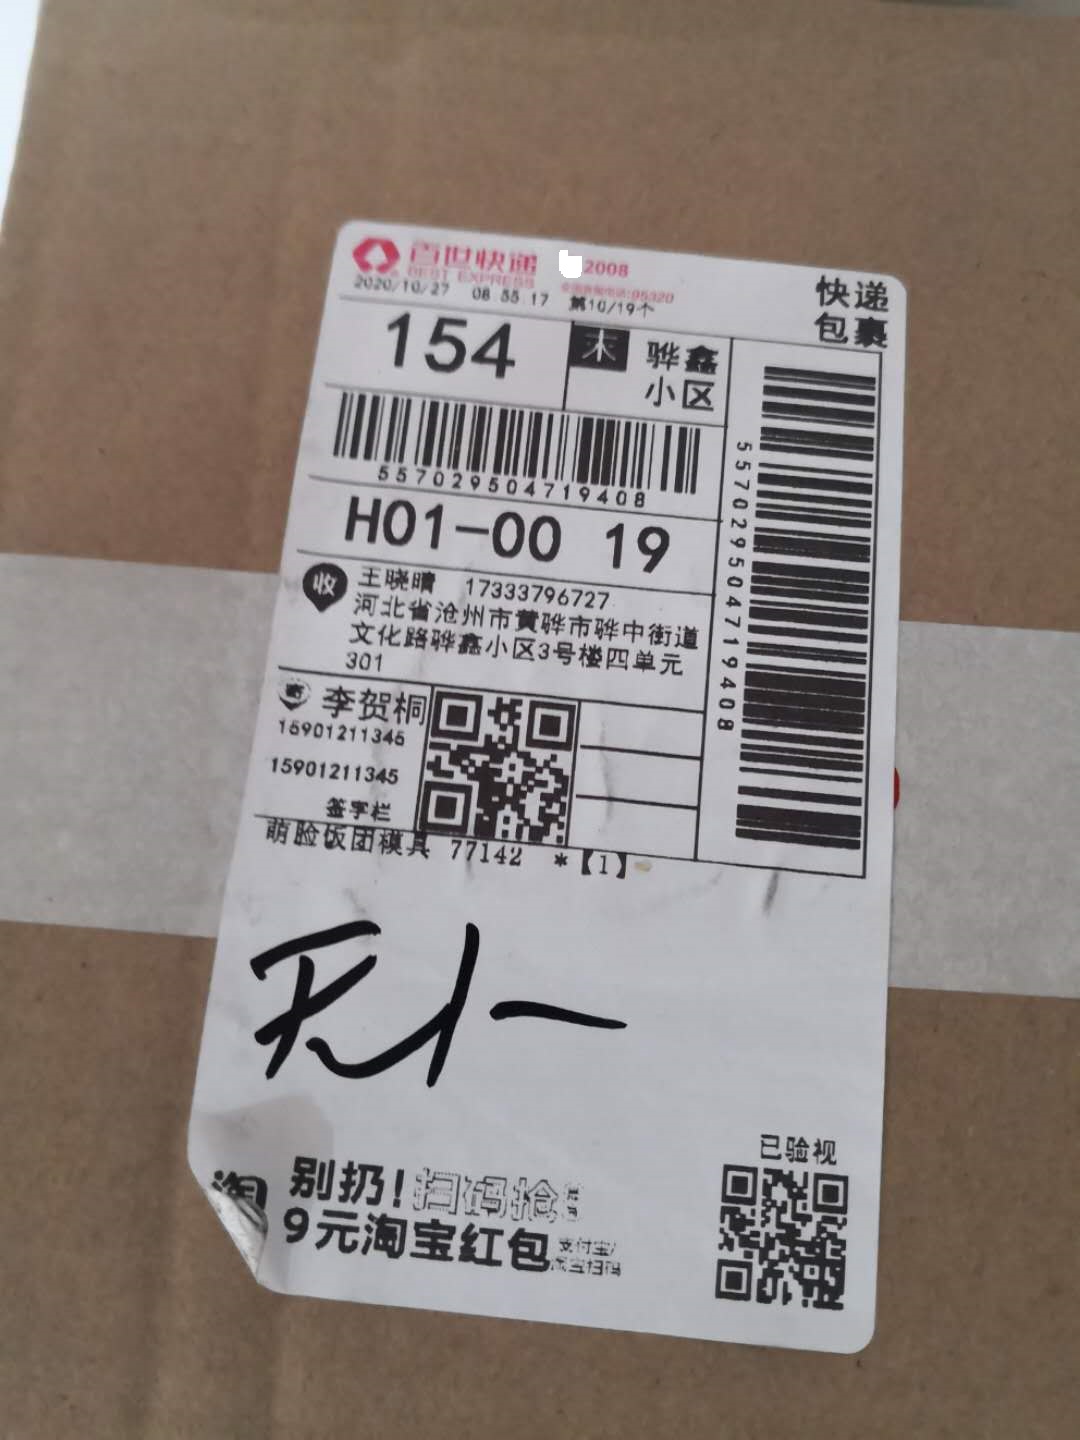 百世快递
BEST EXPRESS
2008
全国客服电话:95320
2020/10/27 08 55 17 第10/19个
快递
包裹
154
末
骅鑫
小区
557029504719408
557029504719408
H01-00 19
收
王晓晴 17333796727
河北省沧州市黄骅市骅中街道
文化路骅鑫小区3号楼四单元
301
寄
李贺桐
15901211345
15901211345
签字栏
萌脸饭团模具 77142 *【1】
已验视
淘
别扔!扫码抢
9元淘宝红包
支付宝/
淘宝扫码